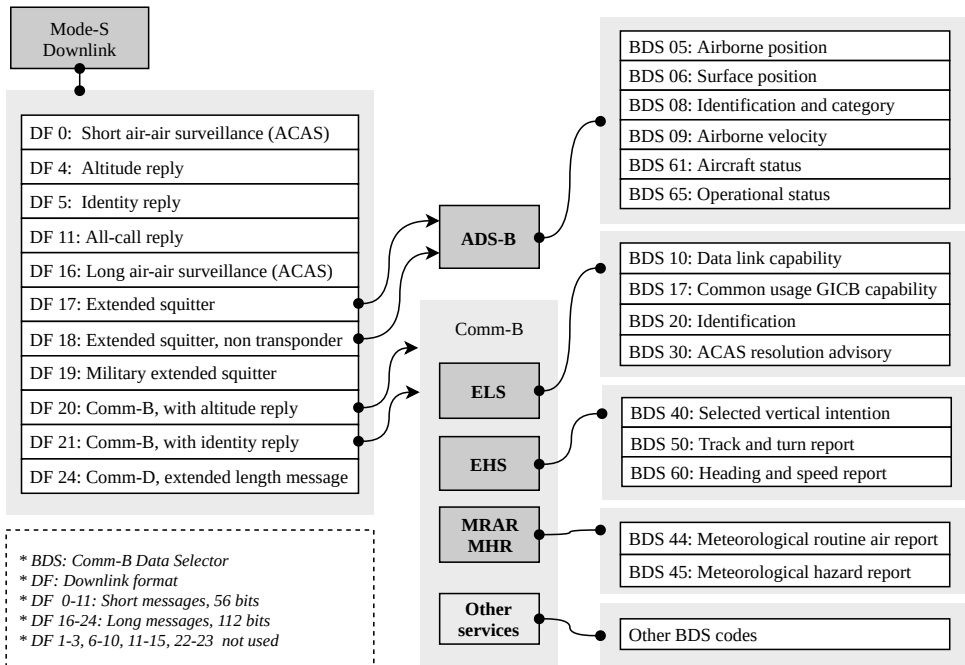 Mode-S
Downlink
DF 0:  Short air-air surveillance (ACAS)
DF 4:  Altitude reply
DF 5:  Identity reply
DF 11: All-call reply
DF 16: Long air-air surveillance (ACAS)
DF 17: Extended squitter
DF 18: Extended squitter, non transponder
DF 19: Military extended squitter
DF 20: Comm-B, with altitude reply
DF 21: Comm-B, with identity reply
DF 24: Comm-D, extended length message
* BDS: Comm-B Data Selector
* DF: Downlink format
* DF  0-11: Short messages, 56 bits
* DF 16-24: Long messages, 112 bits
* DF 1-3, 6-10, 11-15, 22-23  not used
ADS-B
Comm-B
ELS
EHS
MRAR
MHR
Other
services
BDS 05: Airborne position
BDS 06: Surface position
BDS 08: Identification and category
BDS 09: Airborne velocity
BDS 61: Aircraft status
BDS 65: Operational status
BDS 10: Data link capability
BDS 17: Common usage GICB capability
BDS 20: Identification
BDS 30: ACAS resolution advisory
BDS 40: Selected vertical intention
BDS 50: Track and turn report
BDS 60: Heading and speed report
BDS 44: Meteorological routine air report
BDS 45: Meteorological hazard report
Other BDS codes